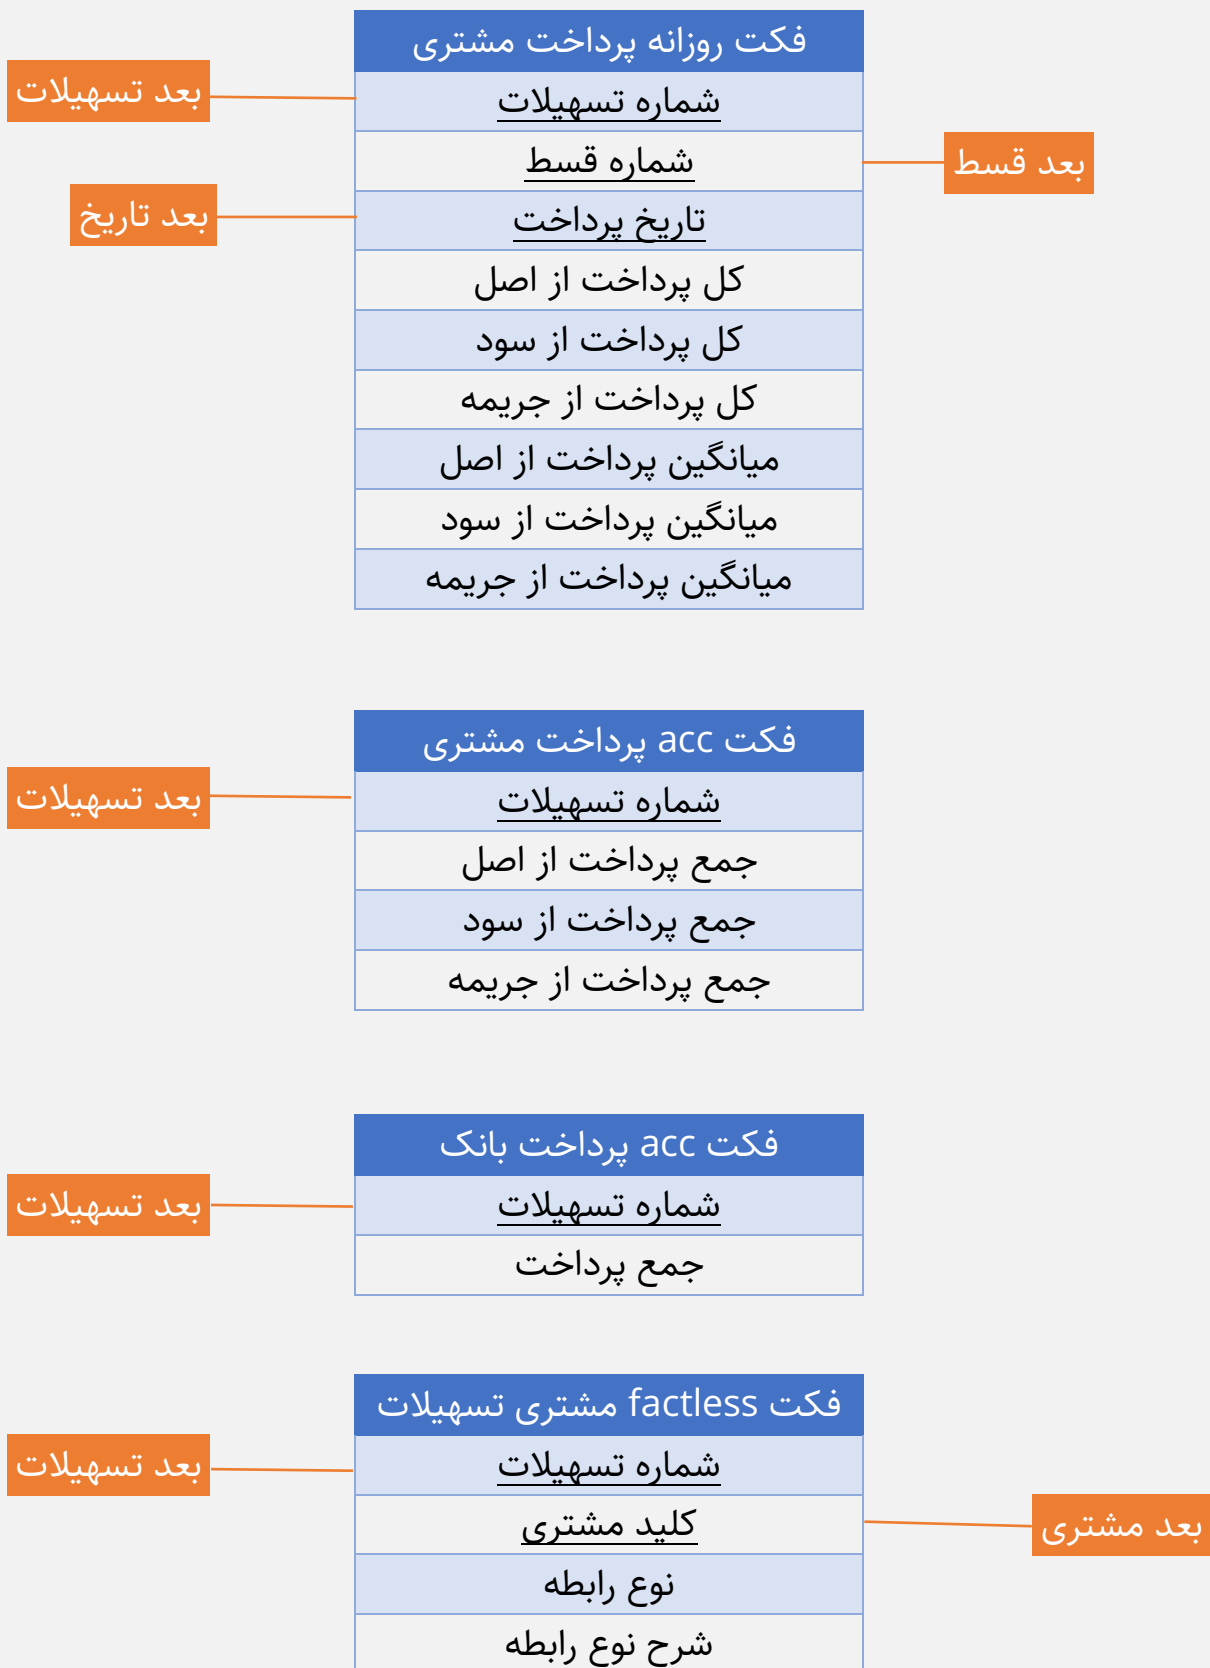 فکت روزانه پرداخت مشتری
بعد تسهیلات
شماره تسهیلات
شماره قسط
بعد قسط
بعد تاریخ
تاریخ پرداخت
کل پرداخت از اصل
کل پرداخت از سود
کل پرداخت از جریمه
میانگین پرداخت از اصل
میانگین پرداخت از سود
میانگین پرداخت از جریمه
فکت acc پرداخت مشتری
بعد تسهیلات
شماره تسهیلات
جمع پرداخت از اصل
جمع پرداخت از سود
جمع پرداخت از جریمه
فکت acc پرداخت بانک
بعد تسهیلات
شماره تسهیلات
جمع پرداخت
فکت factless مشتری تسهیلات
بعد تسهیلات
شماره تسهیلات
کلید مشتری
بعد مشتری
نوع رابطه
شرح نوع رابطه